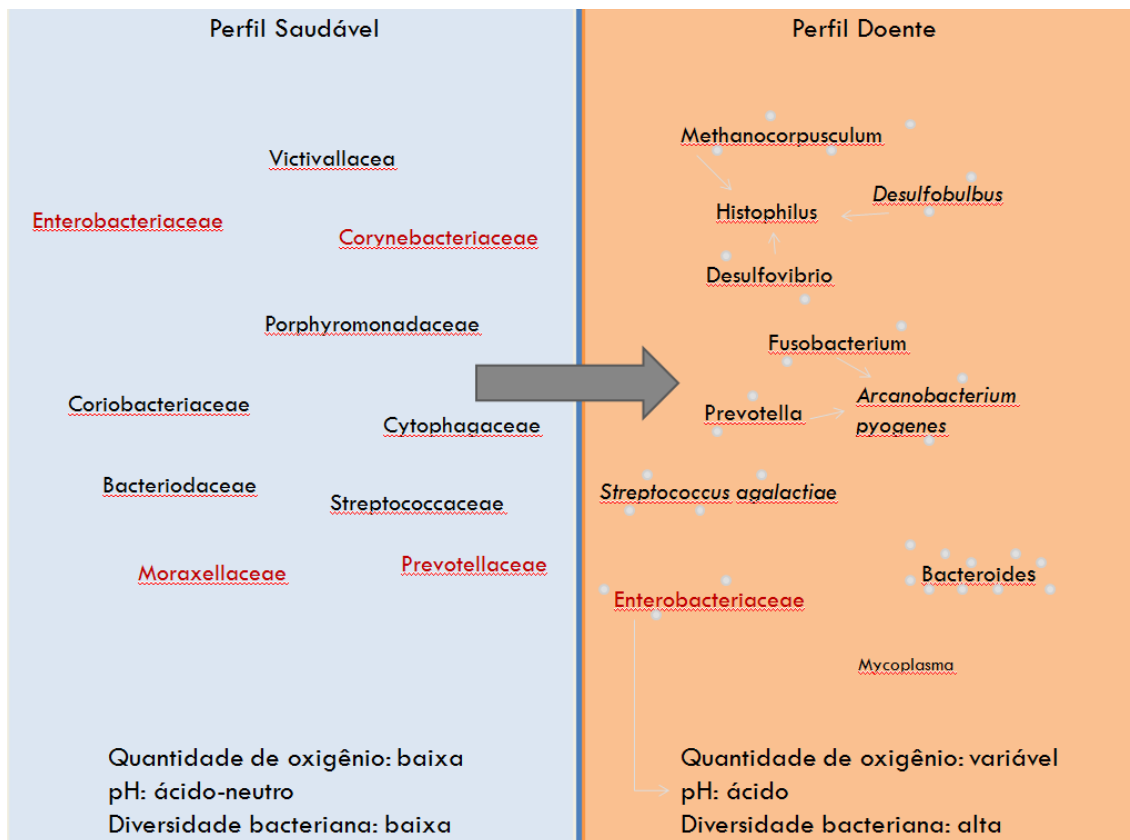 Perfil Saudável
Victivallacea
Enterobacteriaceae
Corynebacteriaceae
Porphyromonadaceae
Coriobacteriaceae
Cytophagaceae
Bacteriodaceae
Streptococcaceae
Prevotellaceae
Moraxellaceae
Quantidade de oxigênio: baixa
pH: ácido-neutro
Diversidade bacteriana: baixa
Perfil Doente
Methanocorpusculum
Desulfobulbus
Histophilus
Desulfovibrio
Fusobacterium
Arcanobacterium
pyogenes
Prevotella
Streptococcus agalactiae
Bacteroides
Enterobacteriaceae
Mycoplasma
Quantidade de oxigênio: variável
pH: ácido
Diversidade bacteriana: alta